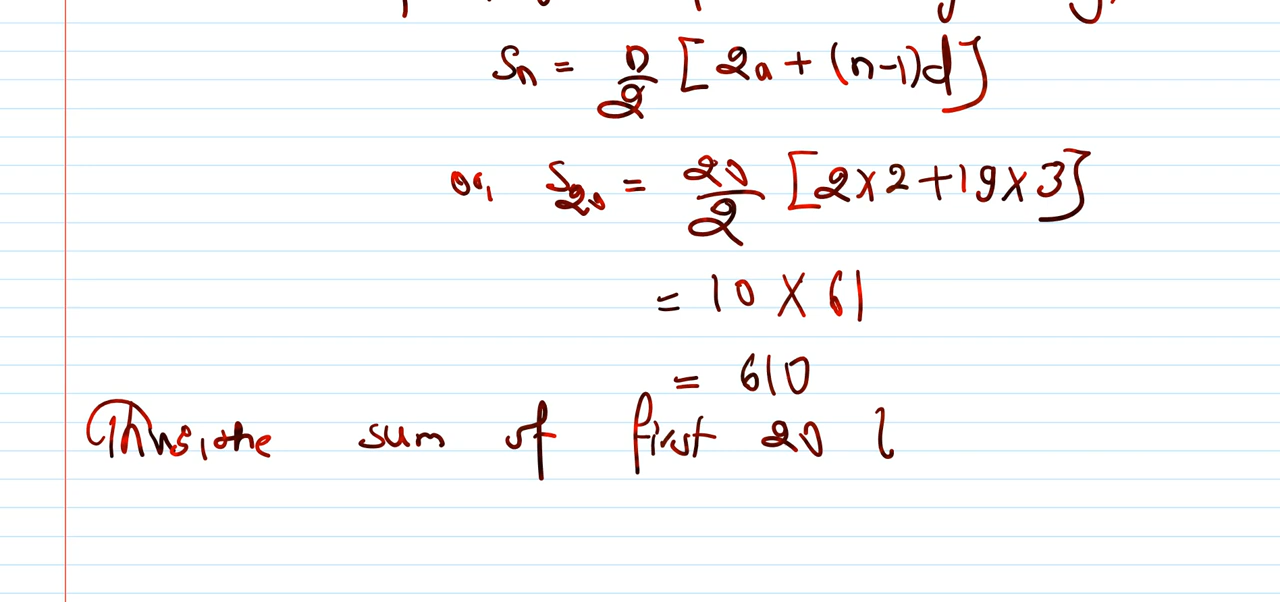 Sn = n/2 [2a + (n-1)d]
or, S20 = 20/2 [2×2+19×3]
= 10 × 61
= 610
Thus, the sum of first 20